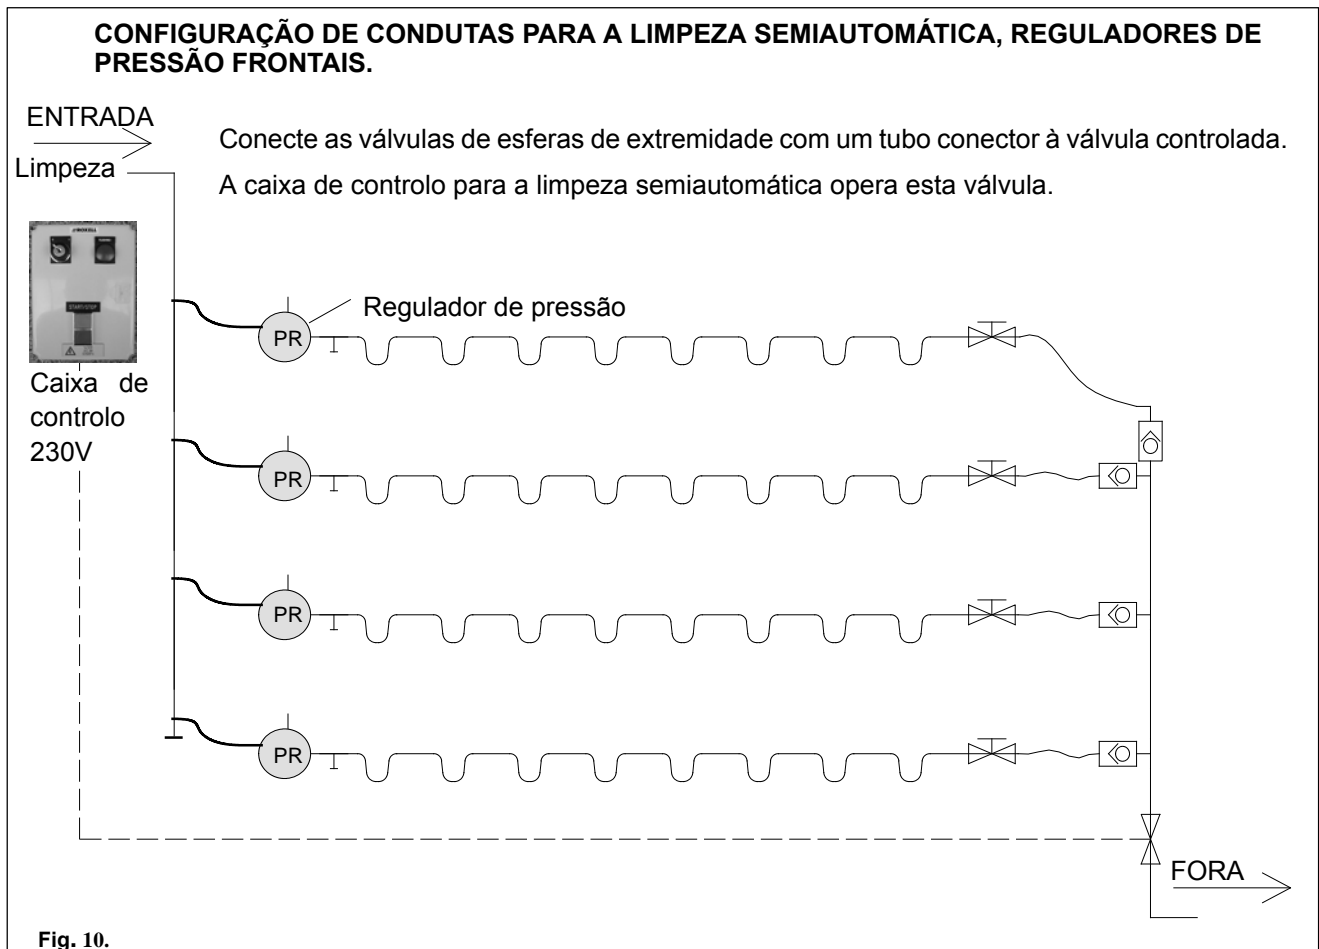 CONFIGURAÇÃO DE CONDUTAS PARA A LIMPEZA SEMIAUTOMÁTICA, REGULADORES DE
PRESSÃO FRONTAIS.
ENTRADA
Limpeza
Conecte as válvulas de esferas de extremidade com um tubo conector à válvula controlada.
A caixa de controlo para a limpeza semiautomática opera esta válvula.
START/STOP
Caixa de
controlo
230V
Regulador de pressão
PR
PR
PR
PR
FORA
Fig. 10.